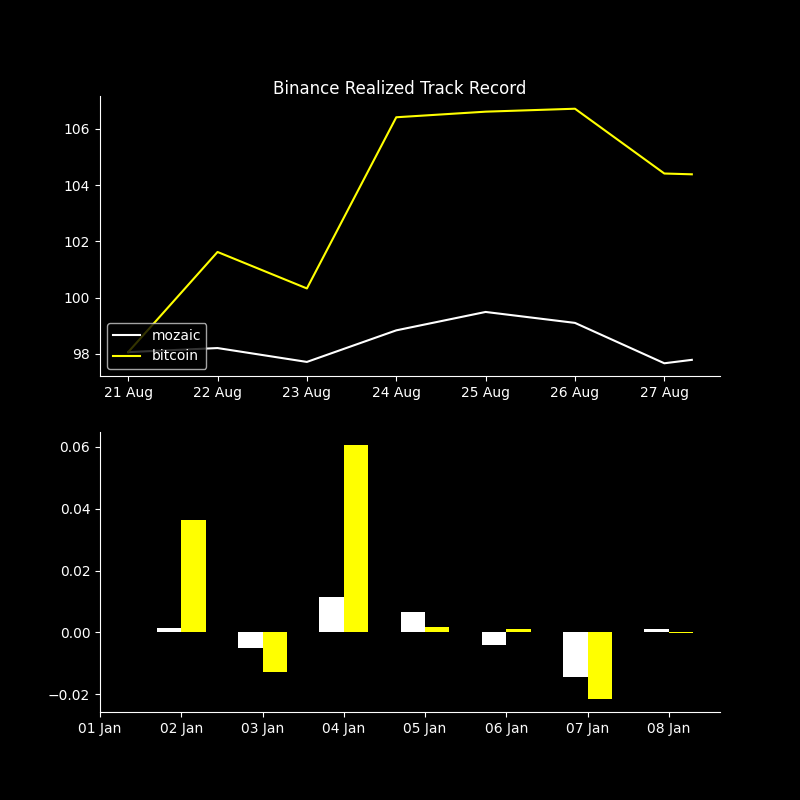 Binance Realized Track Record
106
104
102
100
98
mozaic
bitcoin
21 Aug 22 Aug 23 Aug 24 Aug 25 Aug 26 Aug 27 Aug
0.06
0.04
0.02
0.00
−0.02
01 Jan 02 Jan 03 Jan 04 Jan 05 Jan 06 Jan 07 Jan 08 Jan